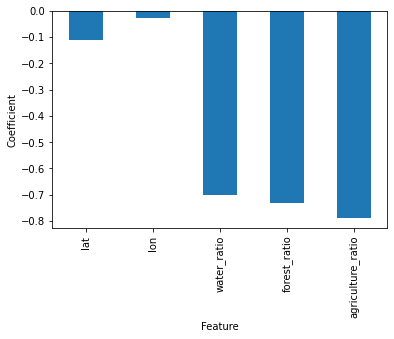 0.0
−0.1
−0.2
−0.3
−0.4
−0.5
−0.6
−0.7
−0.8
Coefficient
lat
lon
water_ratio
forest_ratio
agriculture_ratio
Feature